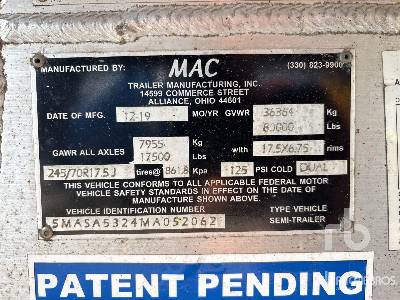 MANUFACTURED BY: MAC (330) 823-9900
TRAILER MANUFACTURING, INC.
14599 COMMERCE STREET
ALLIANCE, OHIO 44601
DATE OF MFG. 12-19 MO/YR GVWR 36364 Kg
80000 Lbs
GAWR ALL AXLES 7955 Kg with 17.5X6.75 rims
17500 Lbs
245/70R17.5J tires@ 861.8 Kpa 125 PSI COLD DUAL
THIS VEHICLE CONFORMS TO ALL APPLICABLE FEDERAL MOTOR
VEHICLE SAFETY STANDARDS IN EFFECT ON THE DATE OF
MANUFACTURE SHOWN ABOVE.
VEHICLE IDENTIFICATION NUMBER TYPE VEHICLE
5MASA5324MA052062 SEMI-TRAILER
PATENT PENDING